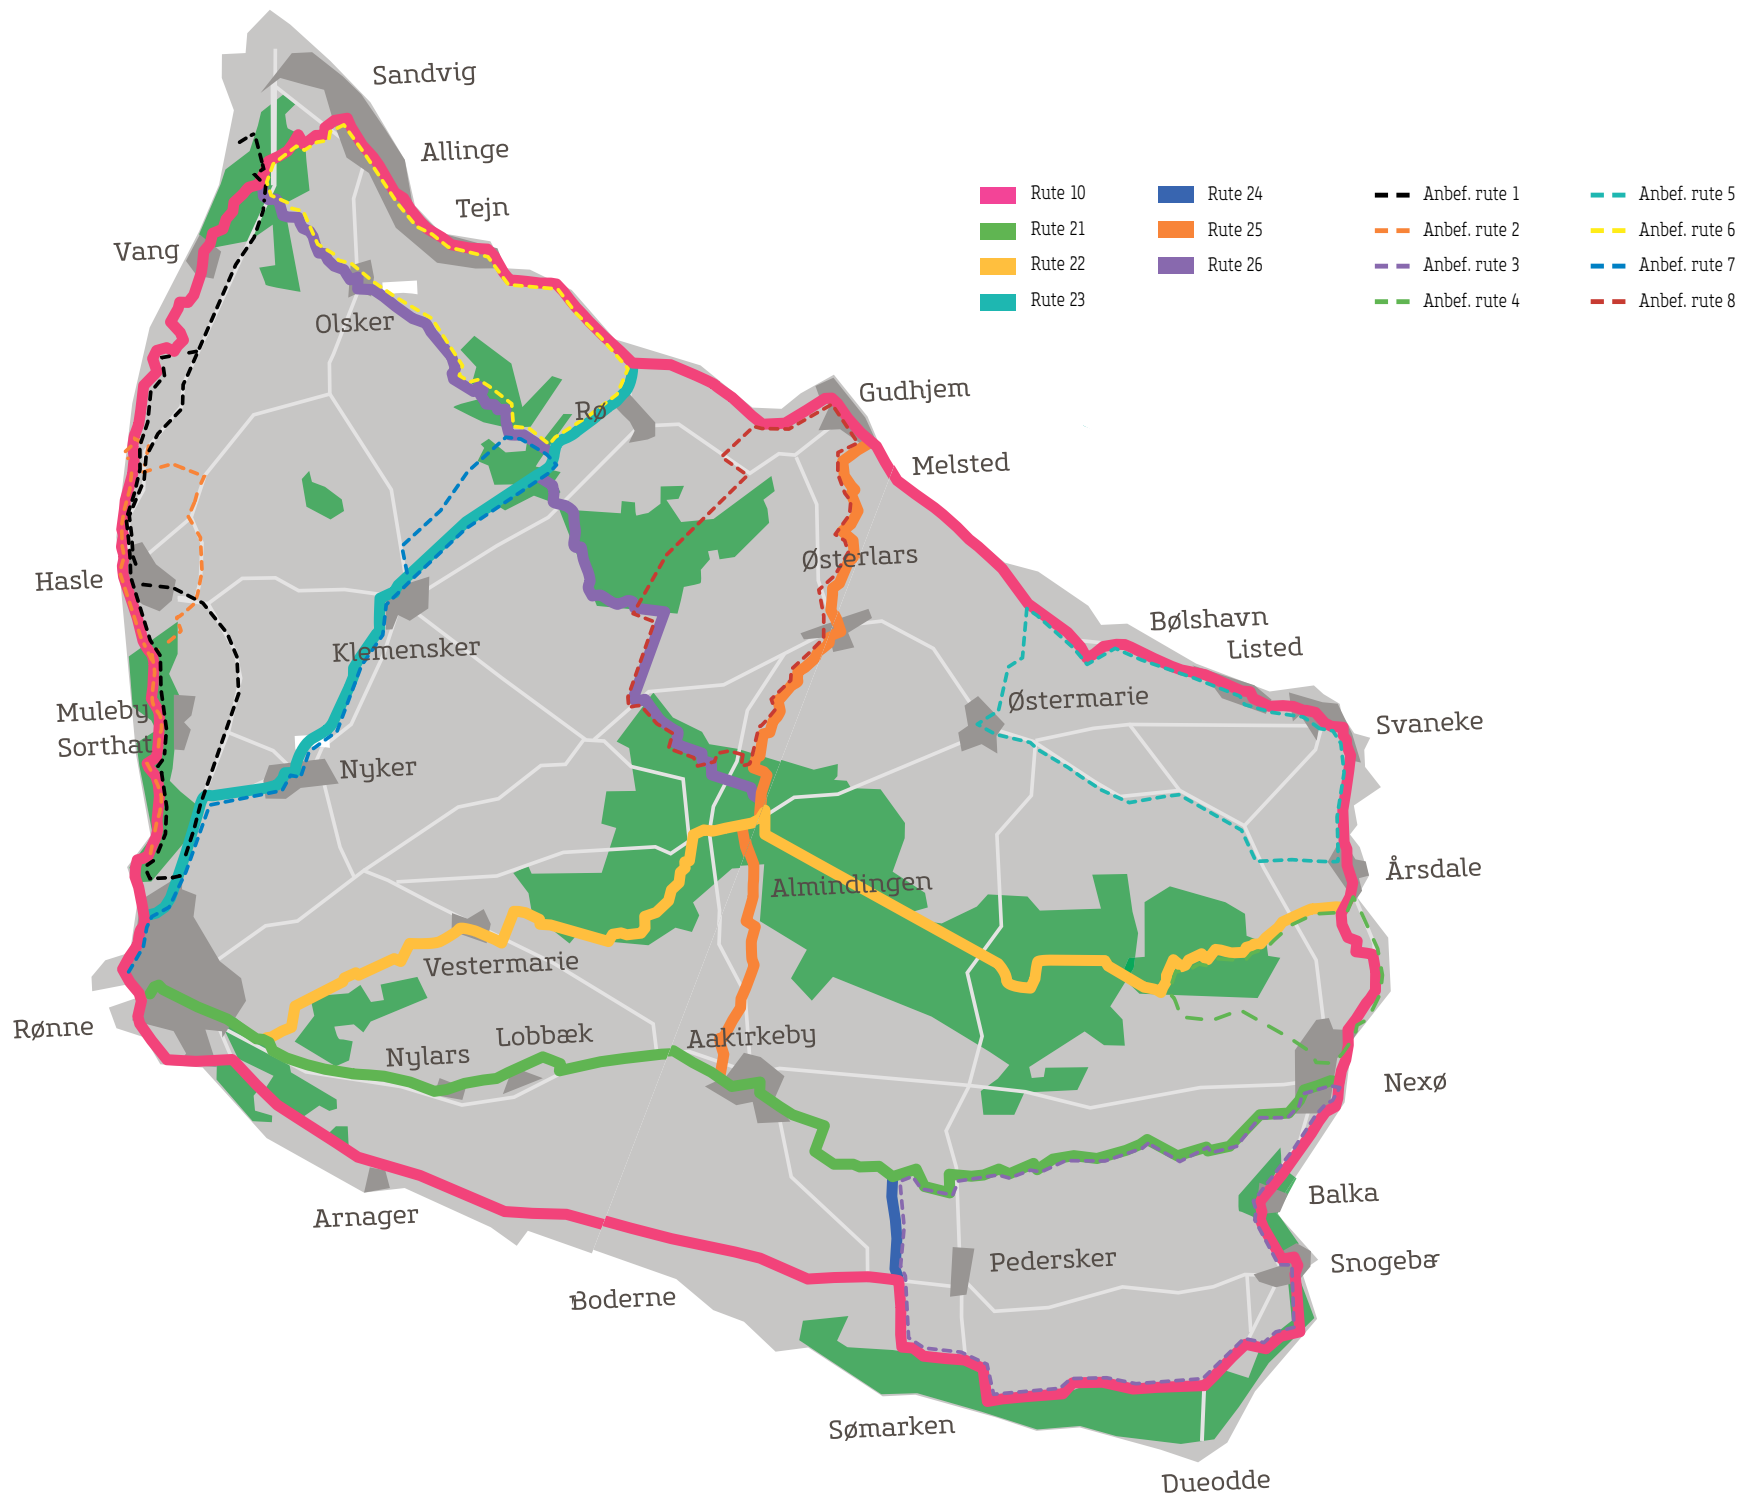 Sandvig
Allinge
Tejn
Vang
Olsker
Rø
Gudhjem
Melsted
Østerlars
Hasle
Klemensker
Bølshavn
Listed
Østermarie
Svaneke
Muleby
Sorthat
Nyker
Årsdale
Almindingen
Vestermarie
Rønne
Nylars
Lobbæk
Aakirkeby
Nexø
Balka
Arnager
Pedersker
Snogebæ
Boderne
Sømarken
Dueodde
Rute 10
Rute 21
Rute 22
Rute 23
Rute 24
Rute 25
Rute 26
Anbef. rute 1
Anbef. rute 2
Anbef. rute 3
Anbef. rute 4
Anbef. rute 5
Anbef. rute 6
Anbef. rute 7
Anbef. rute 8